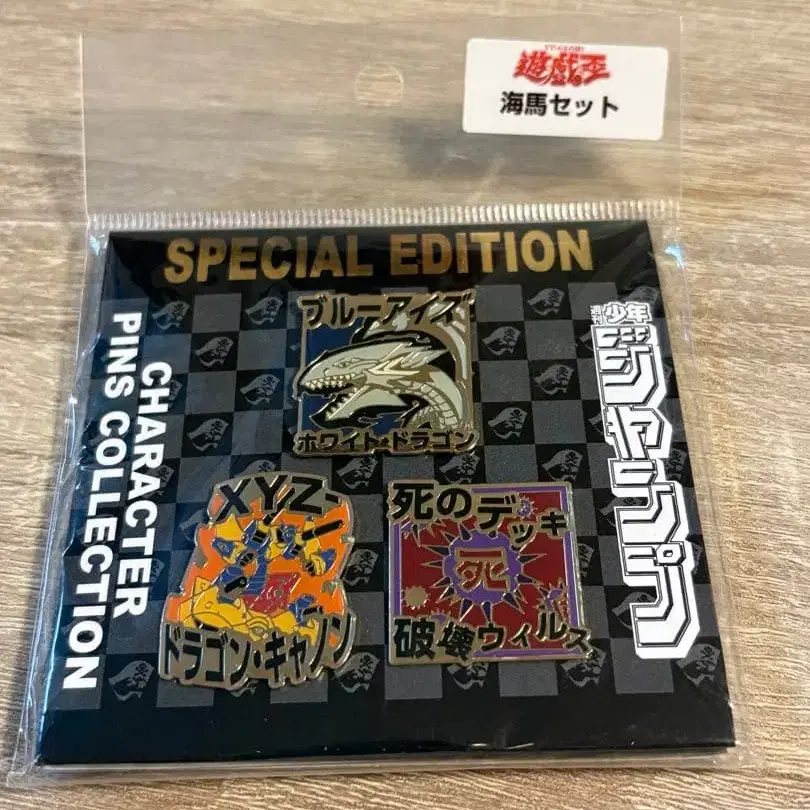 遊戯王
海馬セット
SPECIAL EDITION
CHARACTER
PINS COLLECTION
週刊少年
ジャンプ
ブルーアイズ
ホワイト・ドラゴン
XYZ-
ドラゴン・キャノン
死のデッキ
死
破壊ウィルス